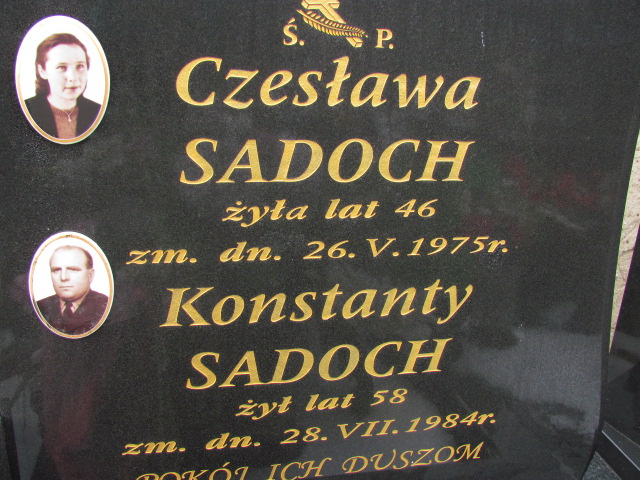 Ś. P.
Czesława
SADOCH
żyła lat 46
zm. dn. 26. V. 1975r.
Konstanty
SADOCH
żył lat 58
zm. dn. 28. VII. 1984r.
POKÓJ ICH DUSZOM